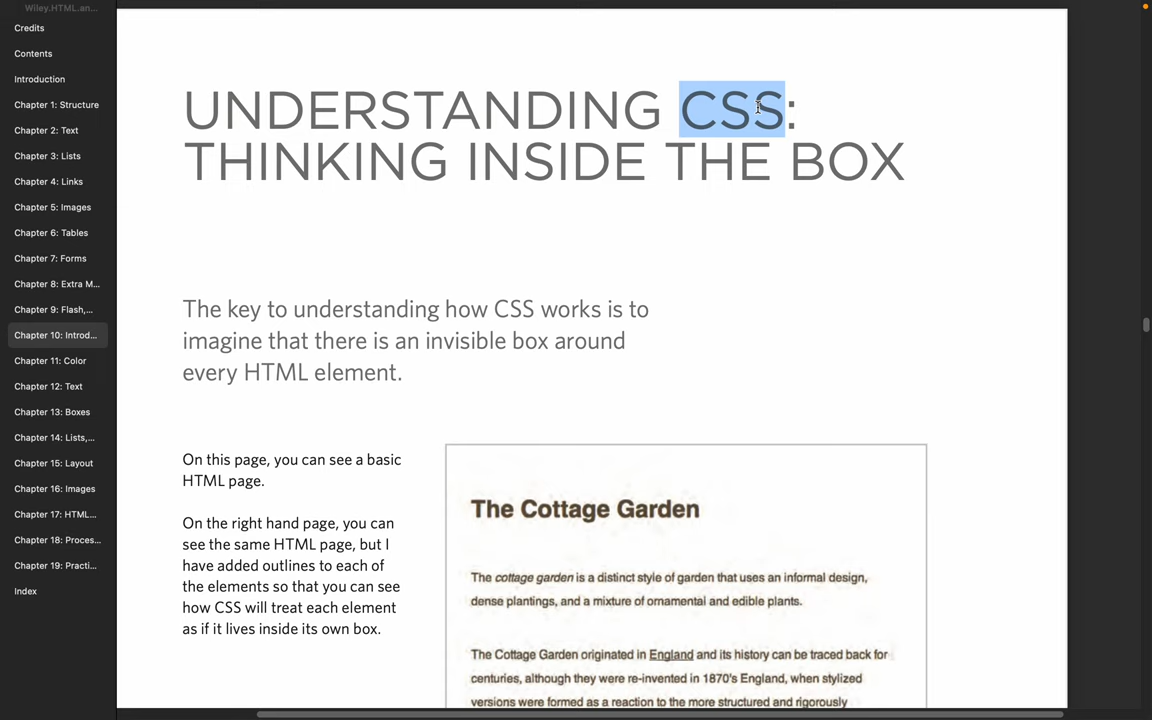 Wiley.HTML.an...
Credits
Contents
Introduction
Chapter 1: Structure
Chapter 2: Text
Chapter 3: Lists
Chapter 4: Links
Chapter 5: Images
Chapter 6: Tables
Chapter 7: Forms
Chapter 8: Extra M...
Chapter 9: Flash,...
Chapter 10: Introd...
Chapter 11: Color
Chapter 12: Text
Chapter 13: Boxes
Chapter 14: Lists,...
Chapter 15: Layout
Chapter 16: Images
Chapter 17: HTML...
Chapter 18: Proces...
Chapter 19: Practi...
Index
UNDERSTANDING CSS:
THINKING INSIDE THE BOX
The key to understanding how CSS works is to
imagine that there is an invisible box around
every HTML element.
On this page, you can see a basic
HTML page.
On the right hand page, you can
see the same HTML page, but I
have added outlines to each of
the elements so that you can see
how CSS will treat each element
as if it lives inside its own box.
The Cottage Garden
The cottage garden is a distinct style of garden that uses an informal design,
dense plantings, and a mixture of ornamental and edible plants.
The Cottage Garden originated in England and its history can be traced back for
centuries, although they were re-invented in 1870's England, when stylized
versions were formed as a reaction to the more structured and rigorously